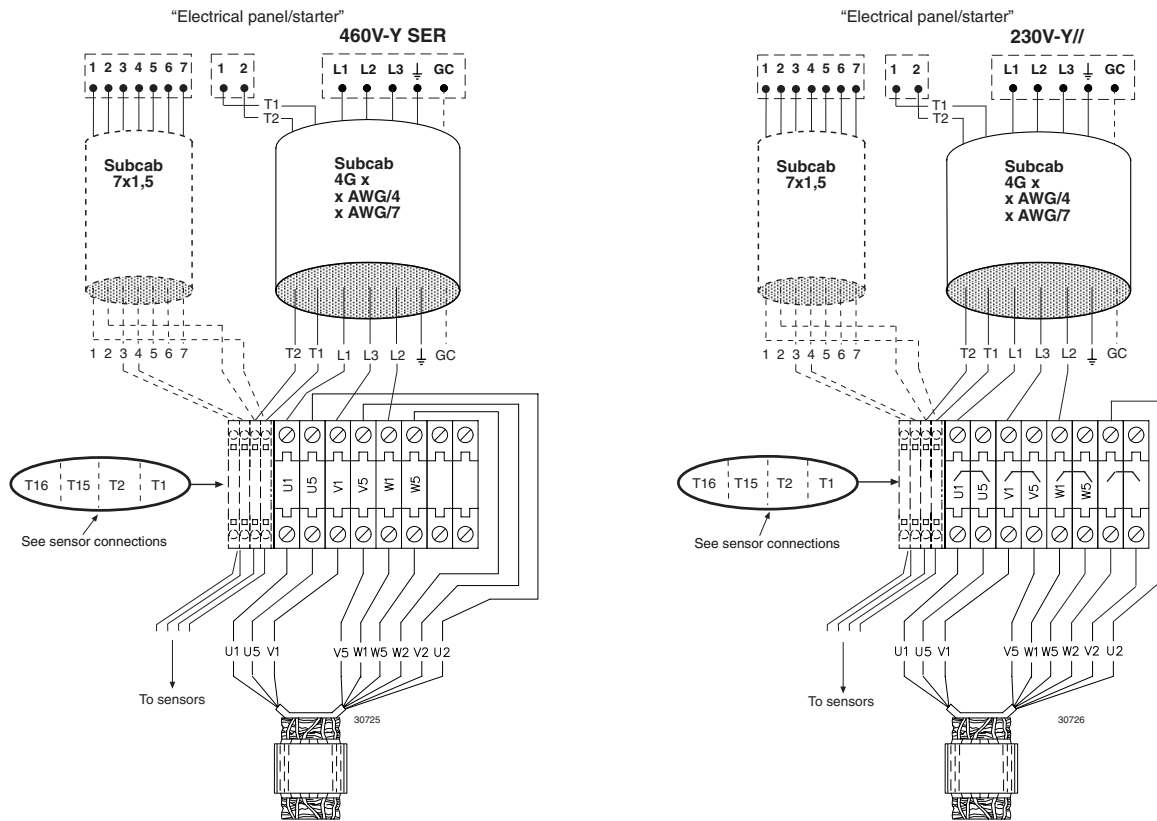 "Electrical panel/starter"
460V-Y SER
1 2 3 4 5 6 7
1 2
L1 L2 L3 GC
T1
T2
Subcab
7x1,5
Subcab
4G x
x AWG/4
x AWG/7
1 2 3 4 5 6 7
T2 T1 L1 L3 L2 GC
U1 U5 V1 V5 W1 W5
T16 T15 T2 T1
See sensor connections
U1 U5 V1 V5 W1 W5 W2 V2 U2
To sensors
30725
"Electrical panel/starter"
230V-Y//
1 2 3 4 5 6 7
1 2
L1 L2 L3 GC
T1
T2
Subcab
7x1,5
Subcab
4G x
x AWG/4
x AWG/7
1 2 3 4 5 6 7
T2 T1 L1 L3 L2 GC
U1 U5 V1 V5 W1 W5
T16 T15 T2 T1
See sensor connections
U1 U5 V1 V5 W1 W5 W2 V2 U2
To sensors
30726